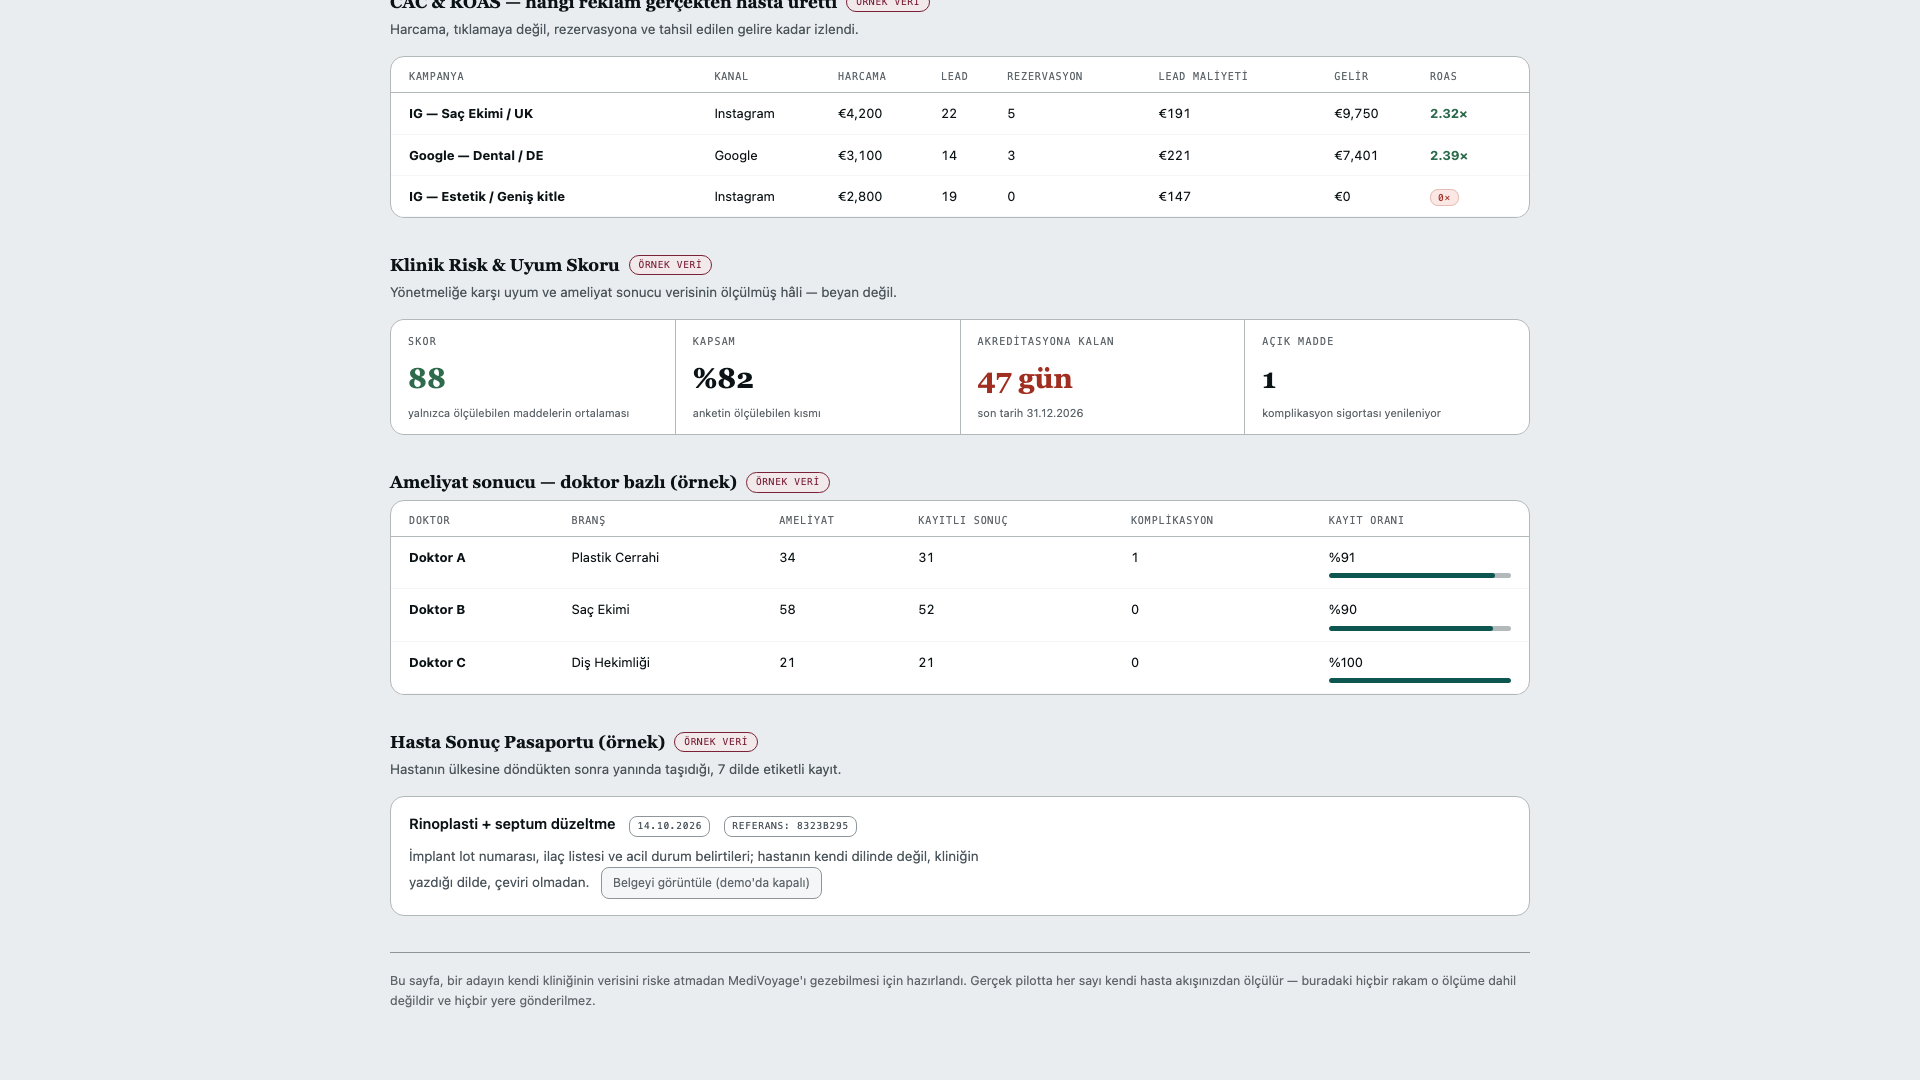 CAC & ROAS — hangi reklam gerçekten hasta üretti ÖRNEK VERİ
Harcama, tıklamaya değil, rezervasyona ve tahsil edilen gelire kadar izlendi.
KAMPANYA KANAL HARCAMA LEAD REZERVASYON LEAD MALİYETİ GELİR ROAS
IG — Saç Ekimi / UK Instagram €4,200 22 5 €191 €9,750 2.32×
Google — Dental / DE Google €3,100 14 3 €221 €7,401 2.39×
IG — Estetik / Geniş kitle Instagram €2,800 19 0 €147 €0 0×
Klinik Risk & Uyum Skoru ÖRNEK VERİ
Yönetmeliğe karşı uyum ve ameliyat sonucu verisinin ölçülmüş hâli — beyan değil.
SKOR KAPSAM AKREDİTASYONA KALAN AÇIK MADDE
88 %82 47 gün 1
yalnızca ölçülebilen maddelerin ortalaması anketin ölçülebilen kısmı son tarih 31.12.2026 komplikasyon sigortası yenileniyor
Ameliyat sonucu — doktor bazlı (örnek) ÖRNEK VERİ
DOKTOR BRANŞ AMELİYAT KAYITLI SONUÇ KOMPLİKASYON KAYIT ORANI
Doktor A Plastik Cerrahi 34 31 1 %91
Doktor B Saç Ekimi 58 52 0 %90
Doktor C Diş Hekimliği 21 21 0 %100
Hasta Sonuç Pasaportu (örnek) ÖRNEK VERİ
Hastanın ülkesine döndükten sonra yanında taşıdığı, 7 dilde etiketli kayıt.
Rinoplasti + septum düzeltme 14.10.2026 REFERANS: 8323B295
İmplant lot numarası, ilaç listesi ve acil durum belirtileri; hastanın kendi dilinde değil, kliniğin
yazdığı dilde, çeviri olmadan. Belgeyi görüntüle (demo'da kapalı)
Bu sayfa, bir adayın kendi kliniğinin verisini riske atmadan MediVoyage'ı gezebilmesi için hazırlandı. Gerçek pilotta her sayı kendi hasta akışınızdan ölçülür — buradaki hiçbir rakam o ölçüme dahil
değildir ve hiçbir yere gönderilmez.